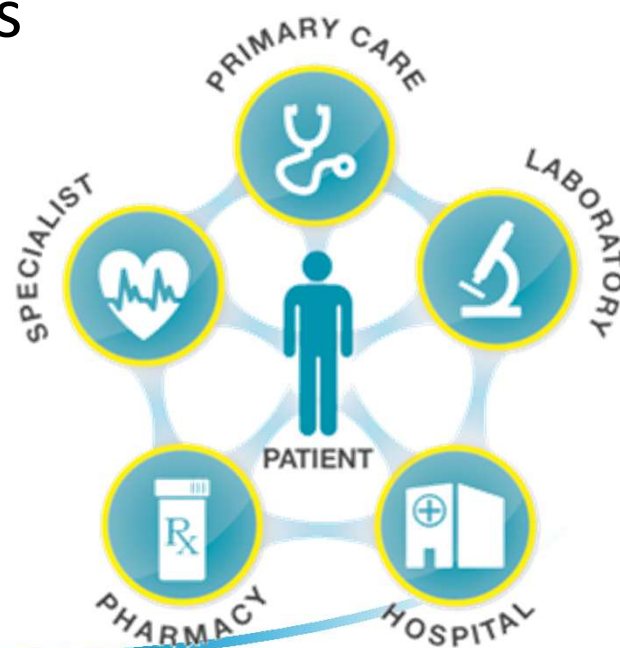 s
PRIMARY CARE
LABORATORY
SPECIALIST
PATIENT
Rx
PHARMACY
HOSPITAL